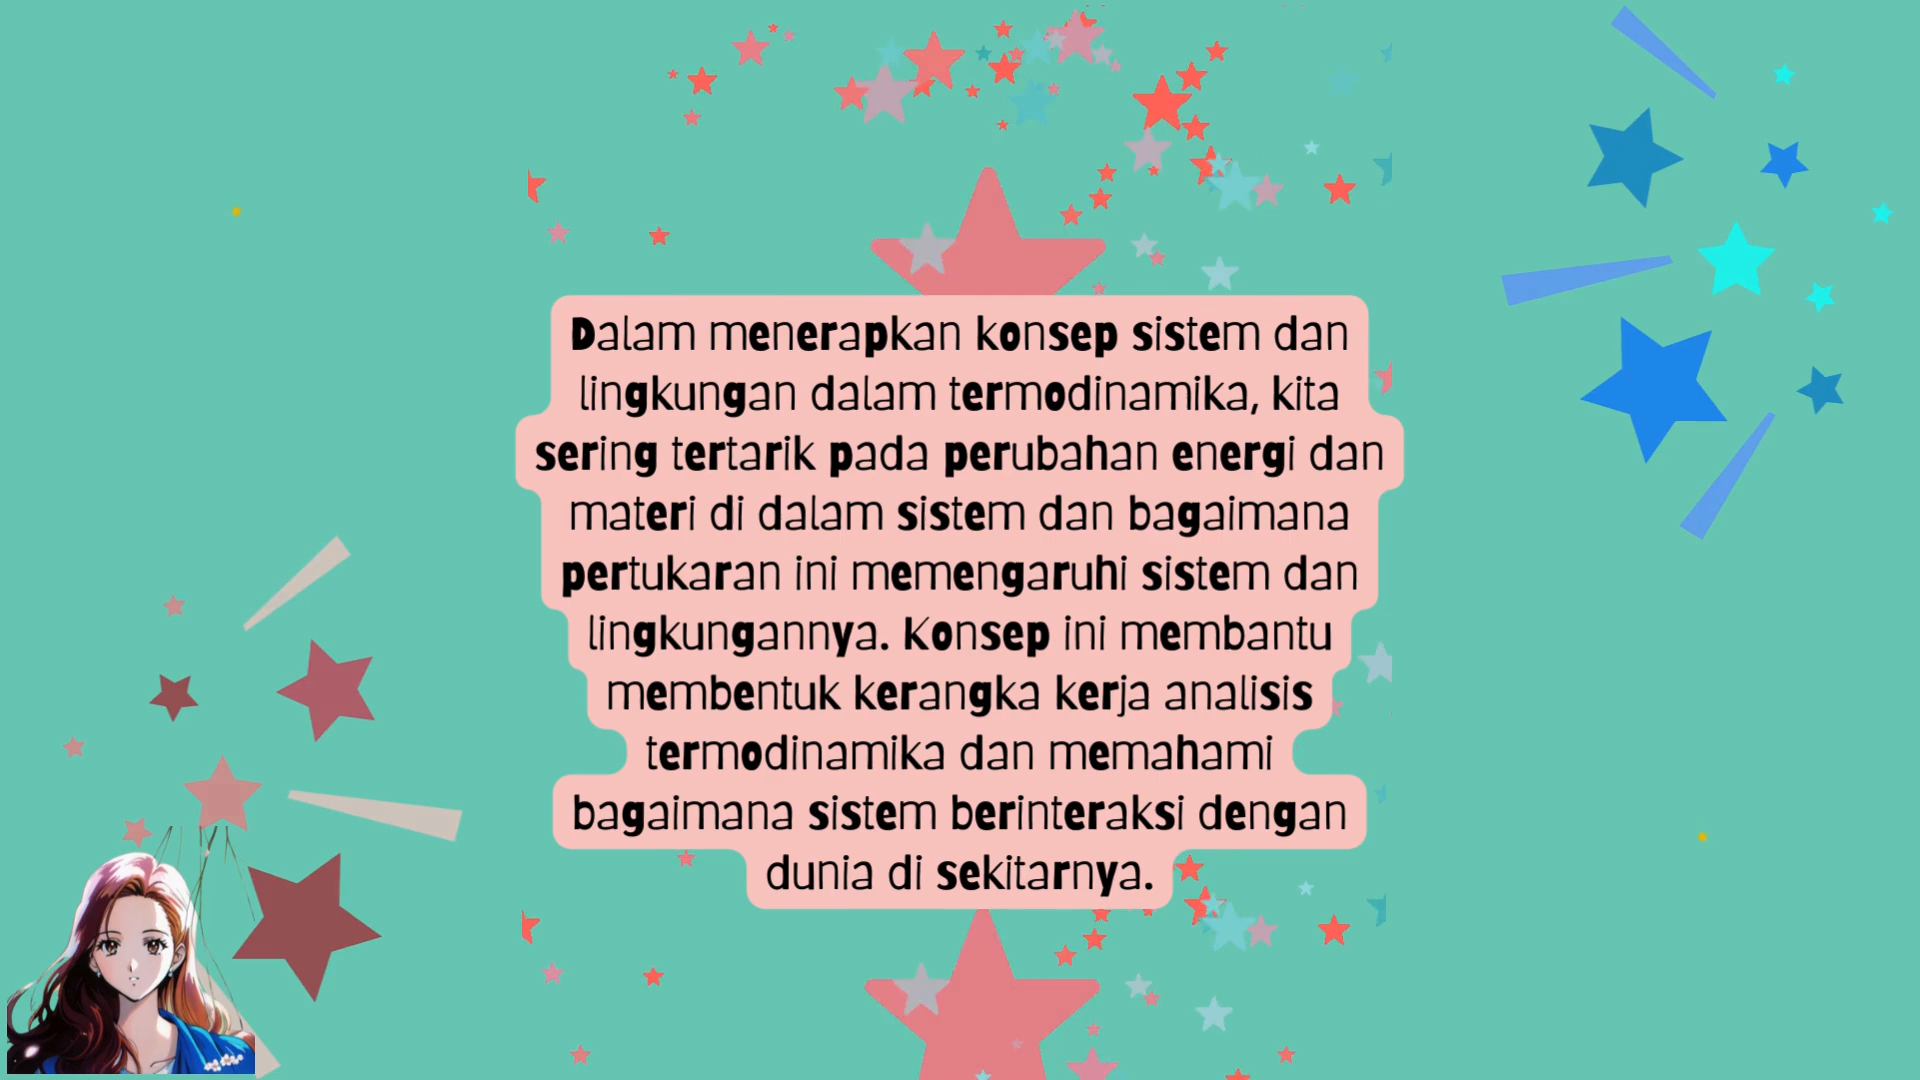 Dalam menerapkan konsep sistem dan
lingkungan dalam termodinamika, kita
sering tertarik pada perubahan energi dan
materi di dalam sistem dan bagaimana
pertukaran ini memengaruhi sistem dan
lingkungannya. Konsep ini membantu
membentuk kerangka kerja analisis
termodinamika dan memahami
bagaimana sistem berinteraksi dengan
dunia di sekitarnya.